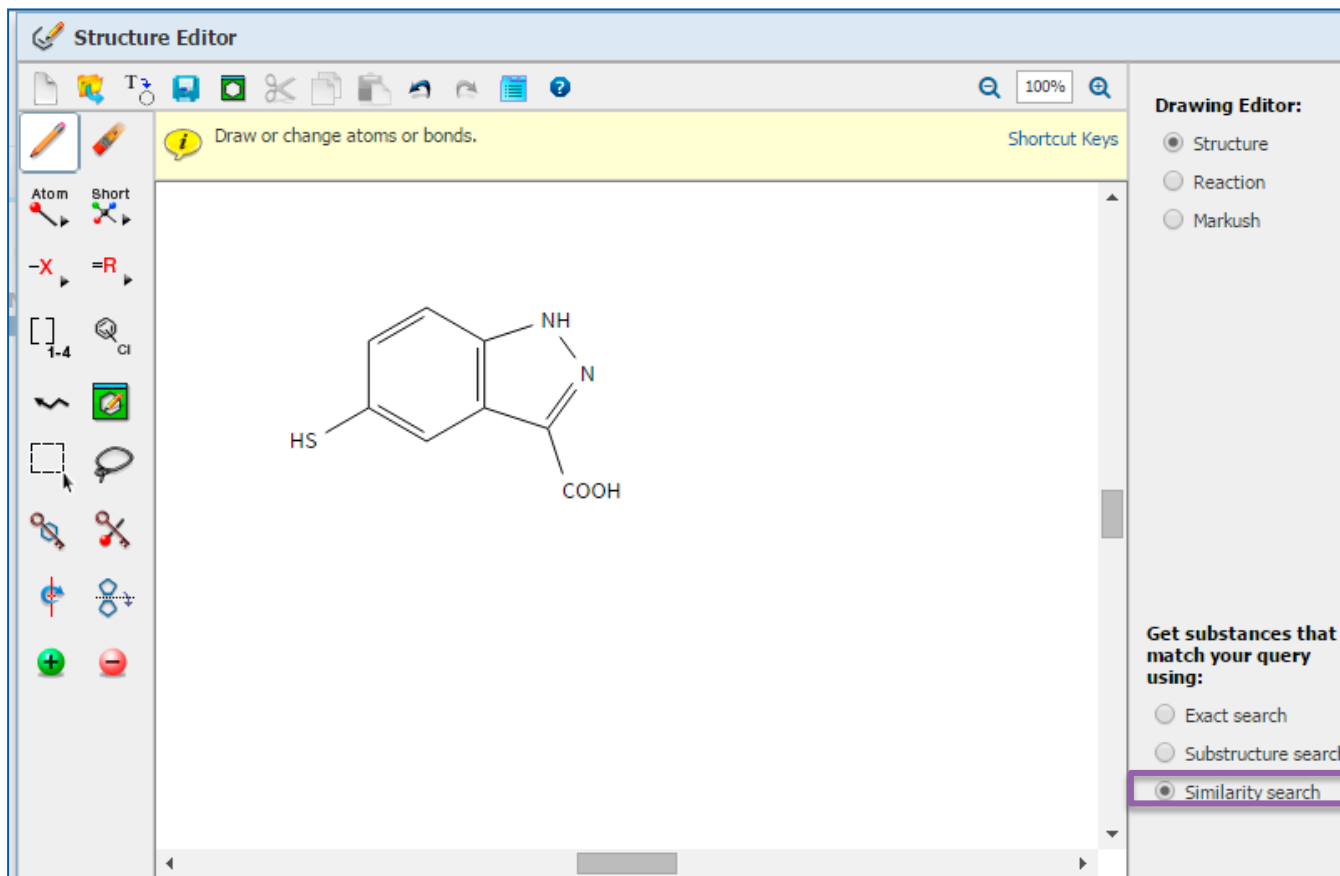 Structure Editor
T
?
100%
Drawing Editor:
i Draw or change atoms or bonds.
Shortcut Keys
Structure
Reaction
Markush
Atom Short
–X =R
[ ] 1-4
Cl
NH
N
HS
COOH
Get substances that
match your query
using:
Exact search
Substructure search
Similarity search